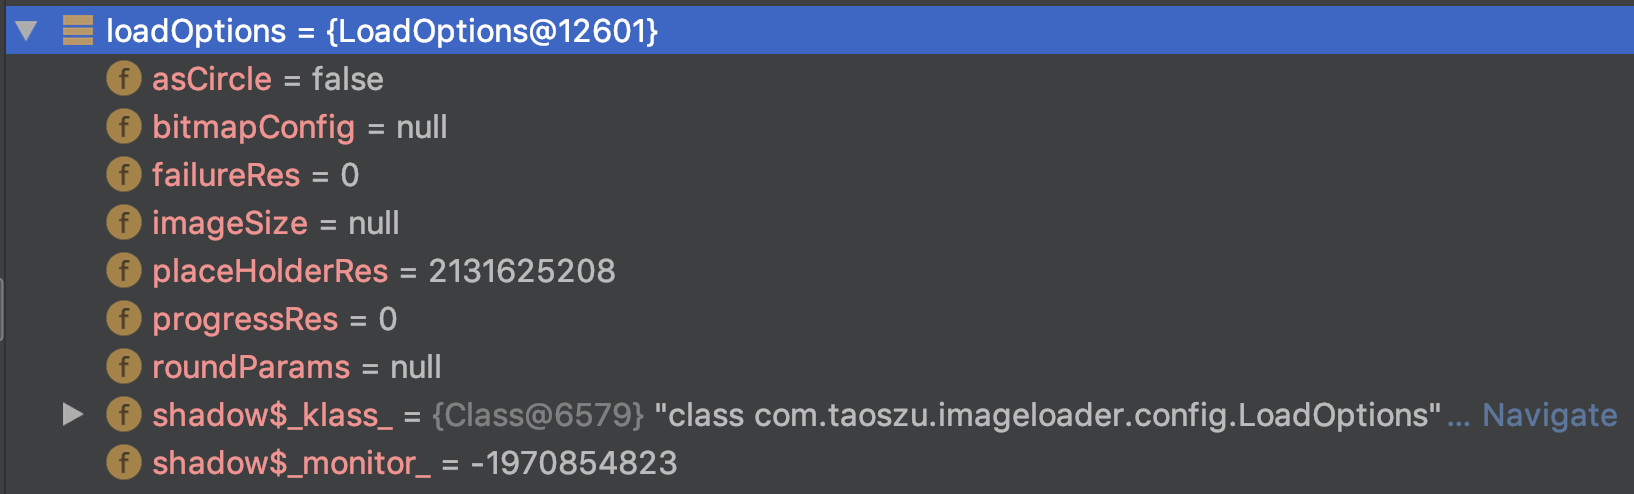 loadOptions = {LoadOptions@12601}
f asCircle = false
f bitmapConfig = null
f failureRes = 0
f imageSize = null
f placeHolderRes = 2131625208
f progressRes = 0
f roundParams = null
f shadow$_klass_ = {Class@6579} "class com.taoszu.imageloader.config.LoadOptions" ... Navigate
f shadow$_monitor_ = -1970854823